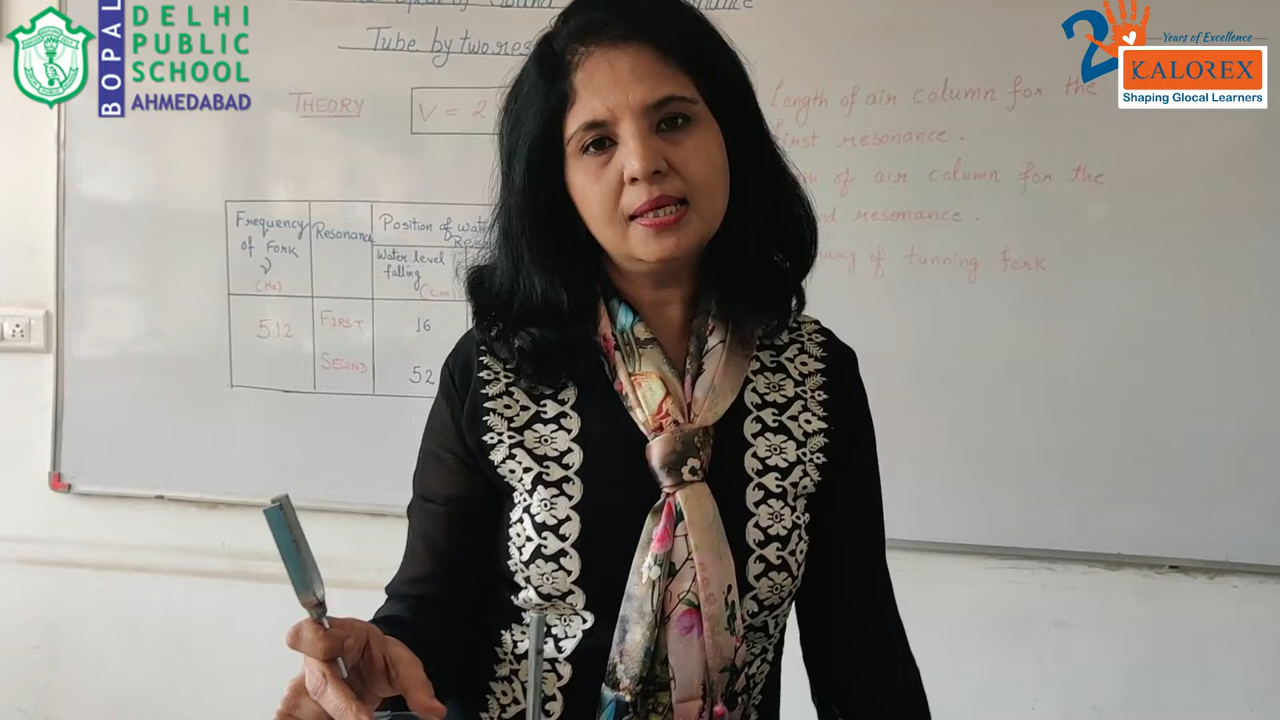 DELHI
PUBLIC
SCHOOL
AHMEDABAD
BOPAL
Years of Excellence
KALOREX
Shaping Glocal Learners
of Sound
Tube by two
THEORY
V = 2
Length of air column for the
first resonance.
of air column for the
resonance.
of tunning fork
Frequency
of Fork
ν
(Hz)
Resonance
Position of
Water level
falling
(cm)
512
FIRST
16
SECOND
52